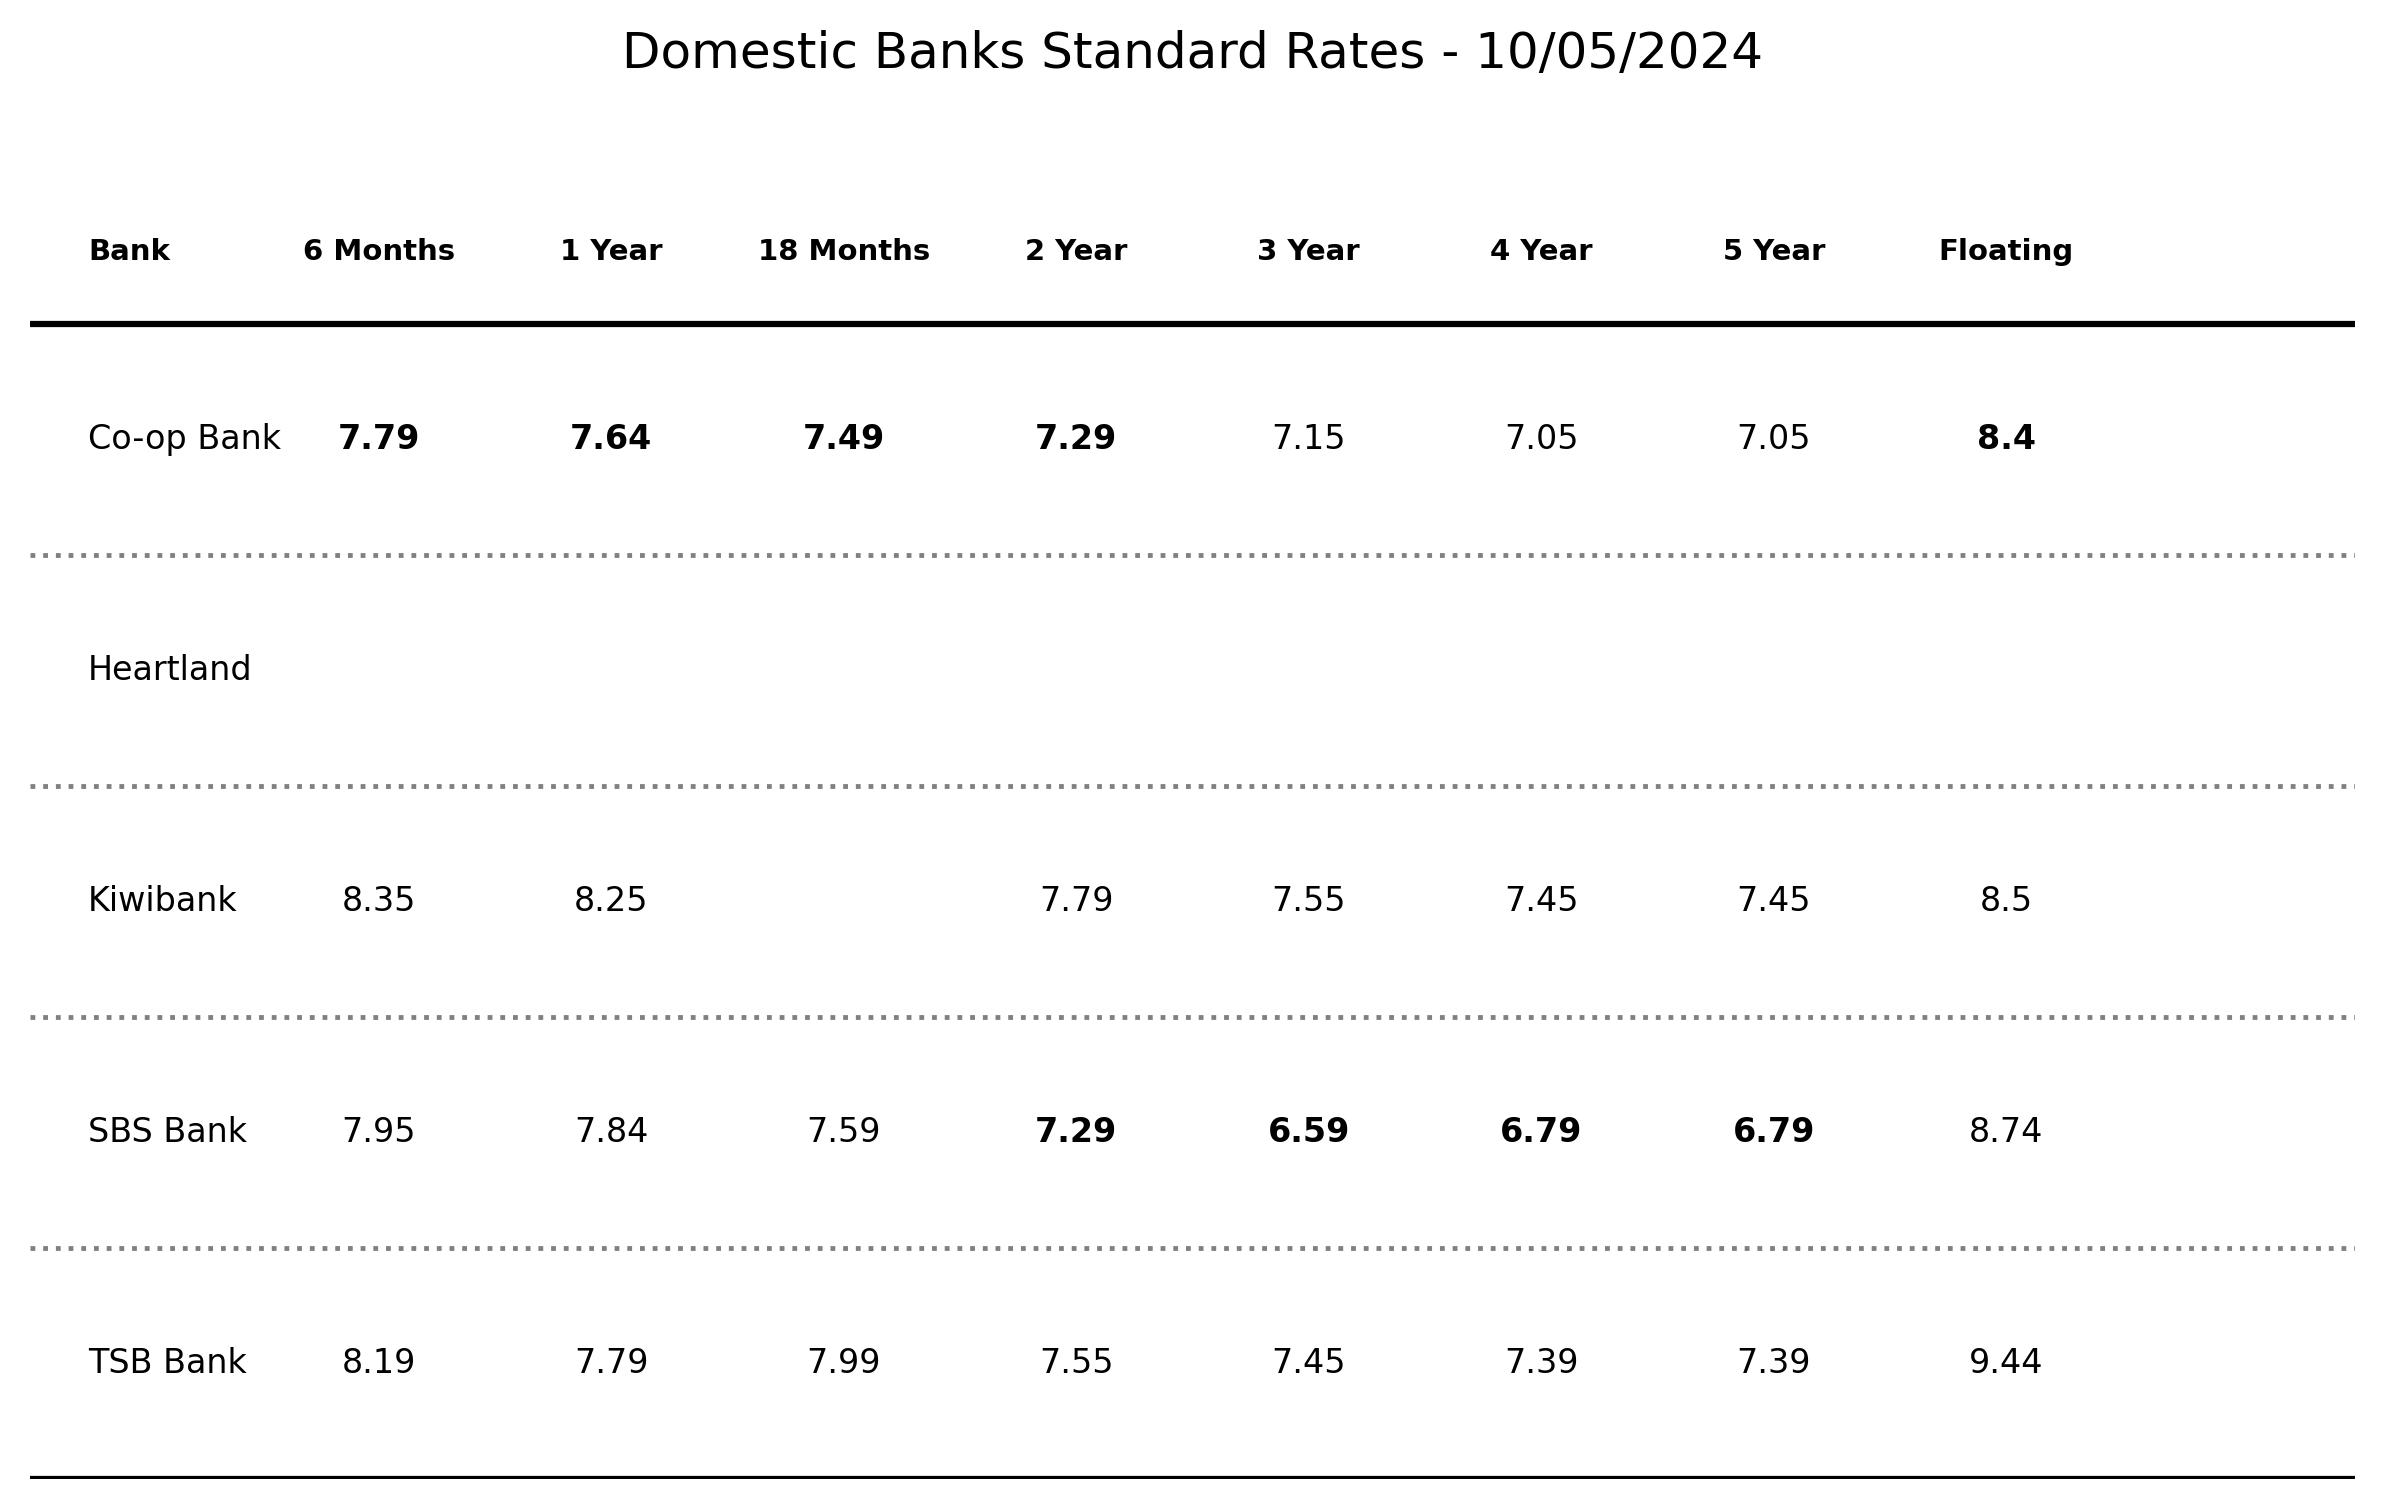 Domestic Banks Standard Rates - 10/05/2024
Bank 6 Months 1 Year 18 Months 2 Year 3 Year 4 Year 5 Year Floating
Co-op Bank 7.79 7.64 7.49 7.29 7.15 7.05 7.05 8.4
Heartland
Kiwibank 8.35 8.25 7.79 7.55 7.45 7.45 8.5
SBS Bank 7.95 7.84 7.59 7.29 6.59 6.79 6.79 8.74
TSB Bank 8.19 7.79 7.99 7.55 7.45 7.39 7.39 9.44